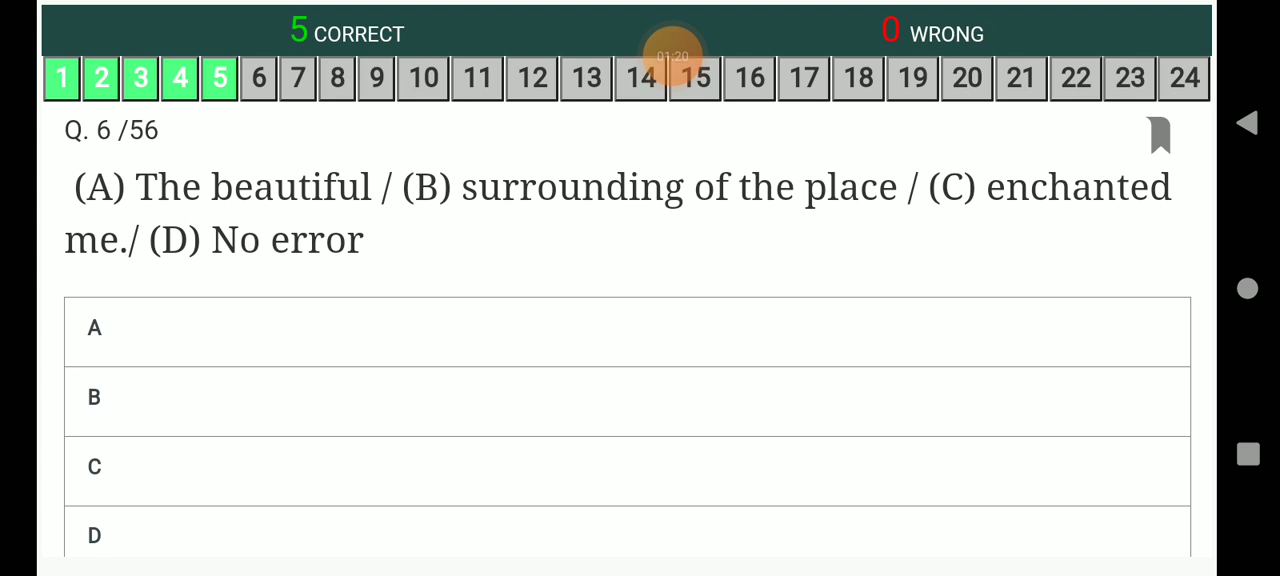 5 CORRECT 0 WRONG
01:20
1 2 3 4 5 6 7 8 9 10 11 12 13 14 15 16 17 18 19 20 21 22 23 24
Q. 6 /56
(A) The beautiful / (B) surrounding of the place / (C) enchanted
me./ (D) No error
A
B
C
D